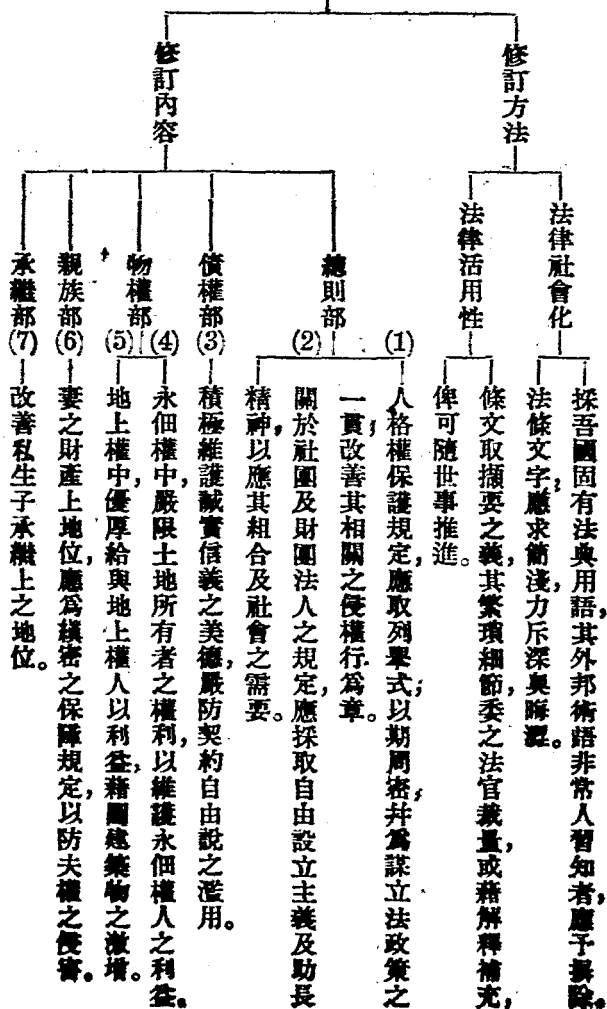 修訂方法
法律社會化
採吾國固有法典用語，其外邦術語非常人習知者，應予摒除。
法條文字，應求簡淺，力斥深奧晦澀。
法律活用性
條文取擷要之義，其繁瑣細節，委之法官裁量，或藉解釋補充，
俾可隨世事推進。
修訂內容
總則部
(1)人格權保護規定，應取列舉式；以期周密，幷爲謀立法政策之
一貫，改善其相關之侵權行爲章。
(2)關於社團及財團法人之規定，應採取自由設立主義及助長
精神，以應其組合及社會之需要。
債權部
(3)積極維護誠實信義之美德，嚴防契約自由說之濫用。
物權部
(4)永佃權中，嚴限土地所有者之權利，以維護永佃權人之利益。
(5)地上權中，優厚給與地上權人以利益，藉圖建築物之激增。
親族部
(6)妻之財產上地位，應爲縝密之保障規定，以防夫權之侵害。
承繼部
(7)改善私生子承繼上之地位。